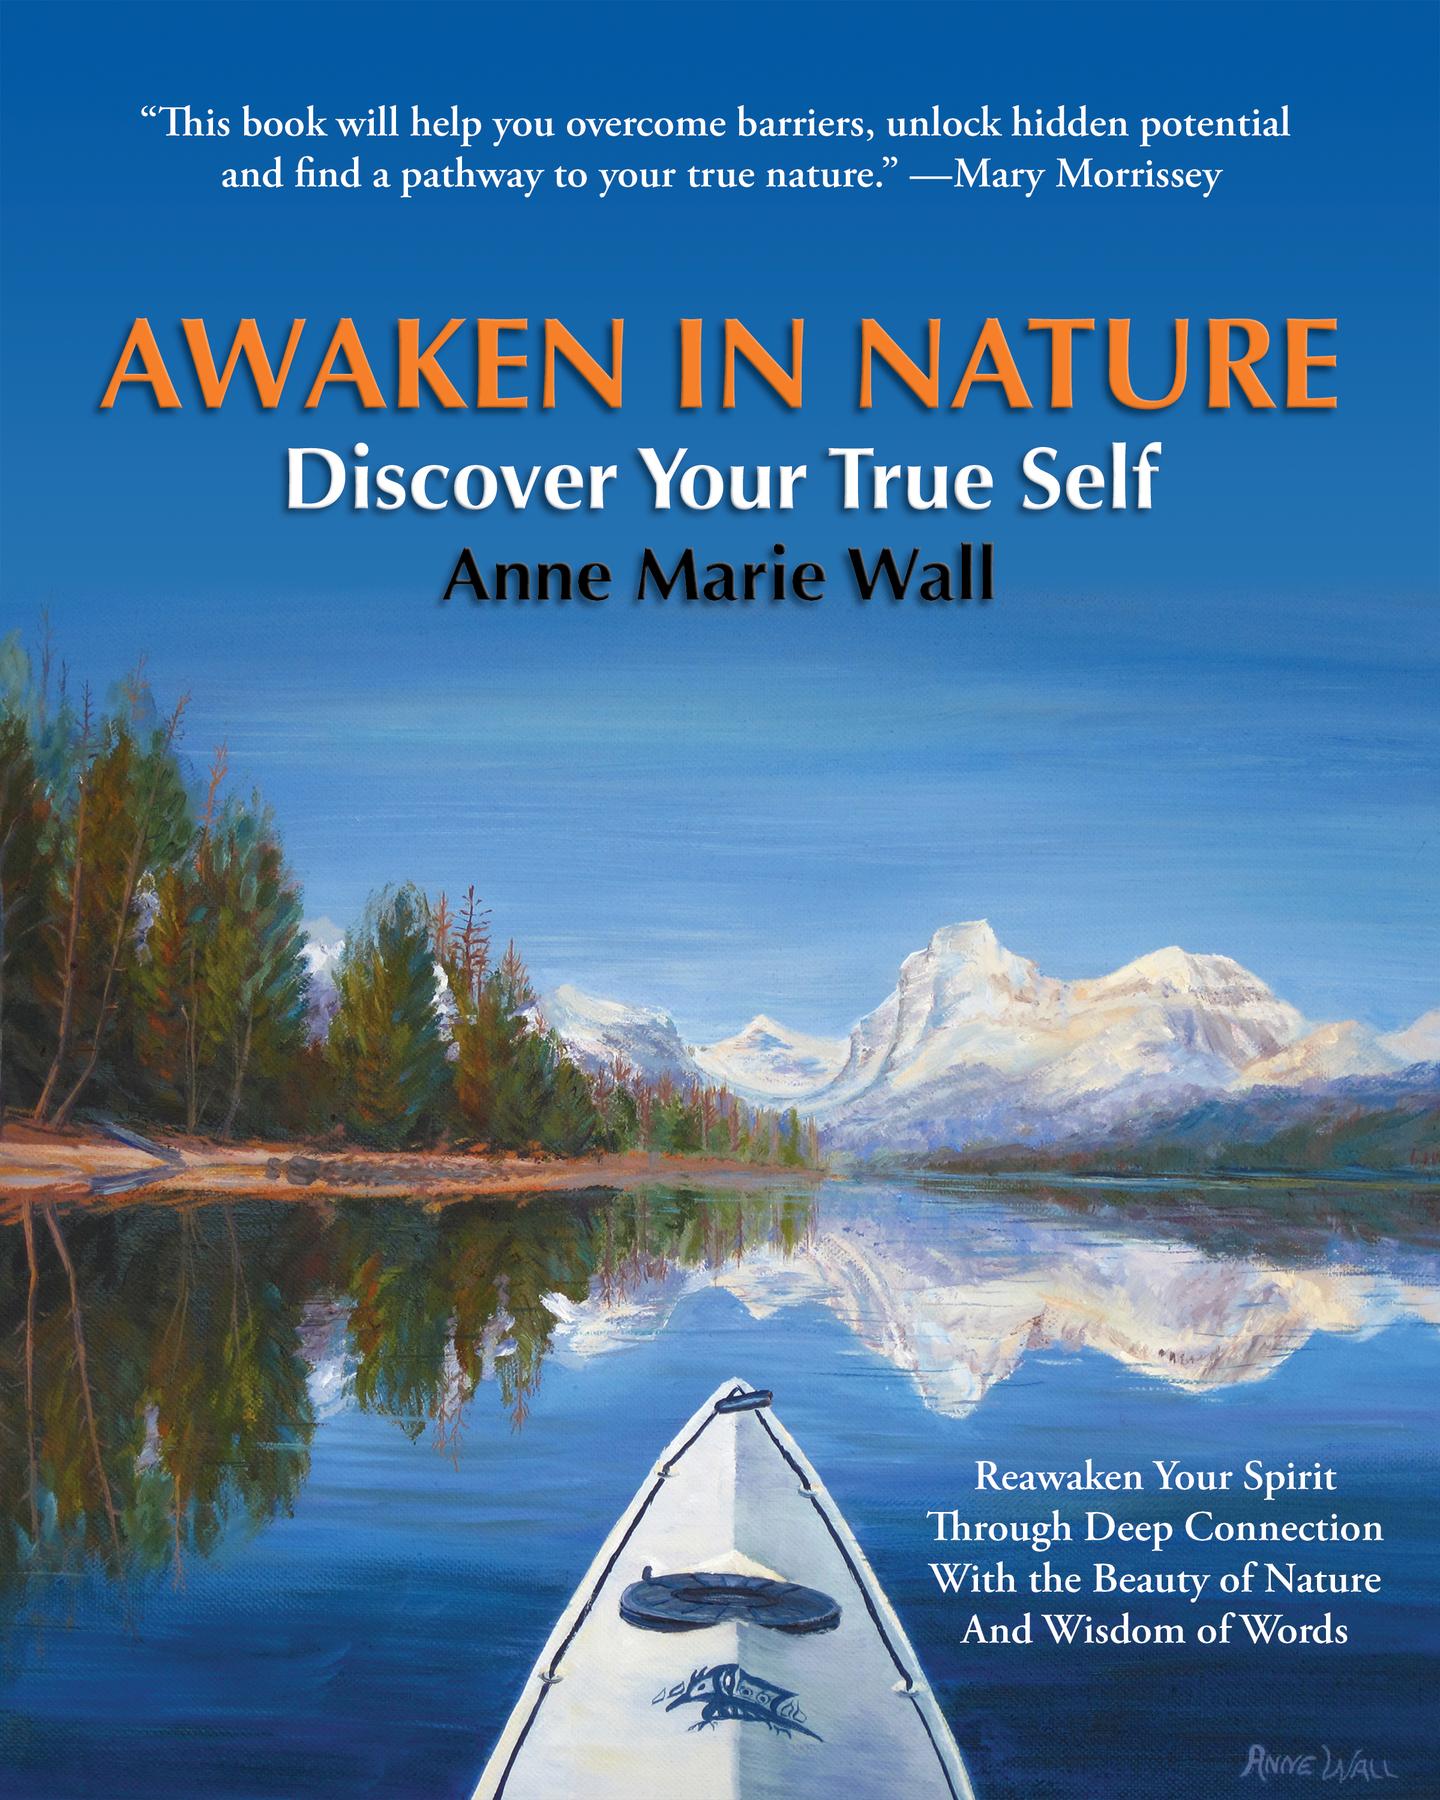 “This book will help you overcome barriers, unlock hidden potential
and find a pathway to your true nature.” —Mary Morrissey
AWAKEN IN NATURE
Discover Your True Self
Anne Marie Wall
Reawaken Your Spirit
Through Deep Connection
With the Beauty of Nature
And Wisdom of Words
ANNE WALL